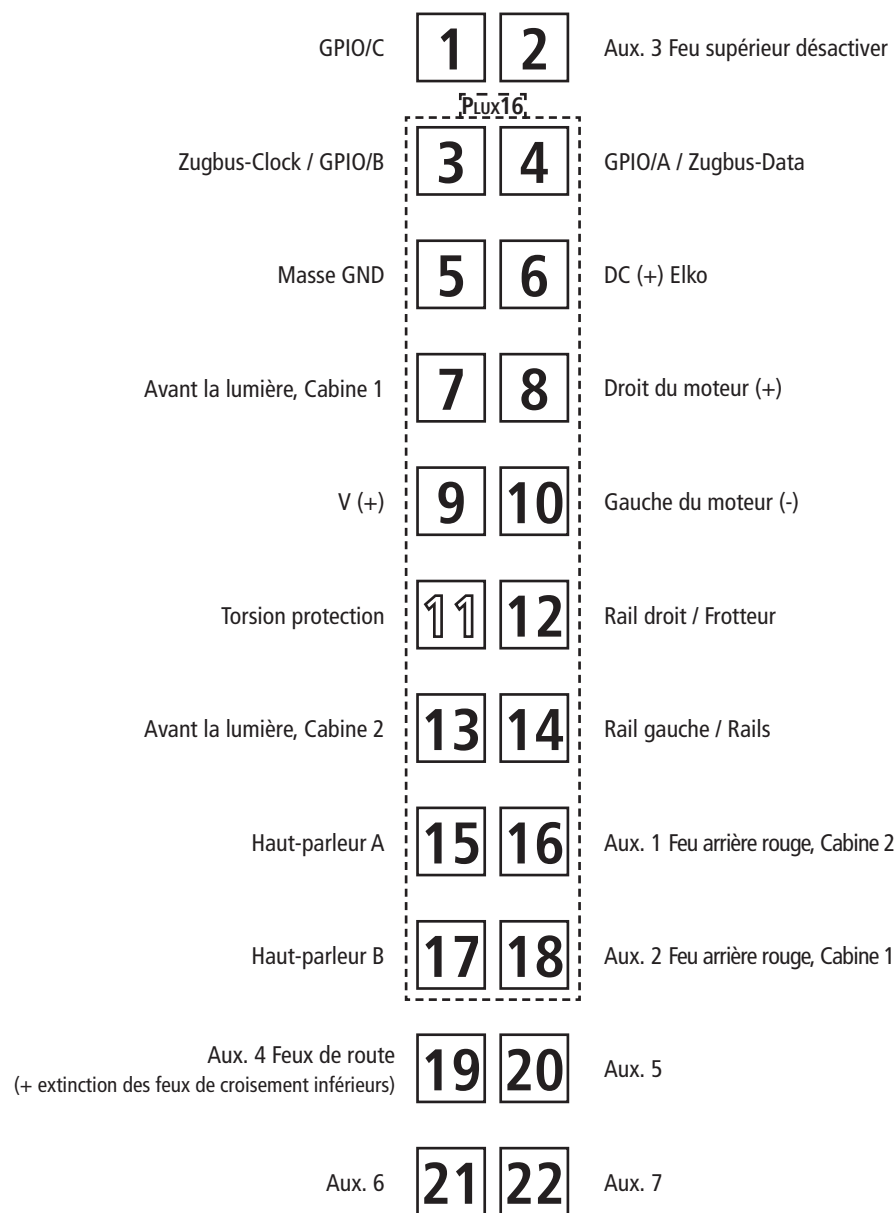 GPIO/C 1 2 Aux. 3 Feu supérieur désactiver
PLUX16
Zugbus-Clock / GPIO/B 3 4 GPIO/A / Zugbus-Data
Masse GND 5 6 DC (+) Elko
Avant la lumière, Cabine 1 7 8 Droit du moteur (+)
V (+) 9 10 Gauche du moteur (-)
Torsion protection 11 12 Rail droit / Frotteur
Avant la lumière, Cabine 2 13 14 Rail gauche / Rails
Haut-parleur A 15 16 Aux. 1 Feu arrière rouge, Cabine 2
Haut-parleur B 17 18 Aux. 2 Feu arrière rouge, Cabine 1
Aux. 4 Feux de route
(+ extinction des feux de croisement inférieurs) 19 20 Aux. 5
Aux. 6 21 22 Aux. 7